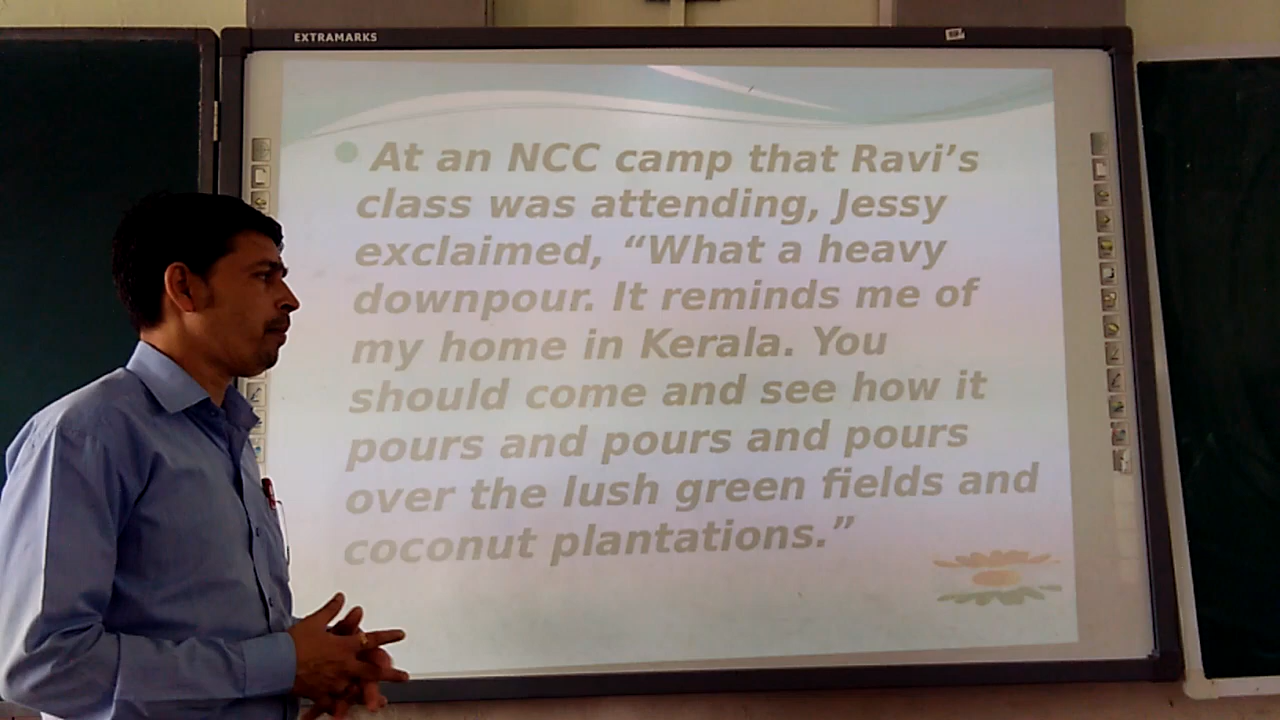 EXTRAMARKS
At an NCC camp that Ravi’s
class was attending, Jessy
exclaimed, “What a heavy
downpour. It reminds me of
my home in Kerala. You
should come and see how it
pours and pours and pours
over the lush green fields and
coconut plantations.”